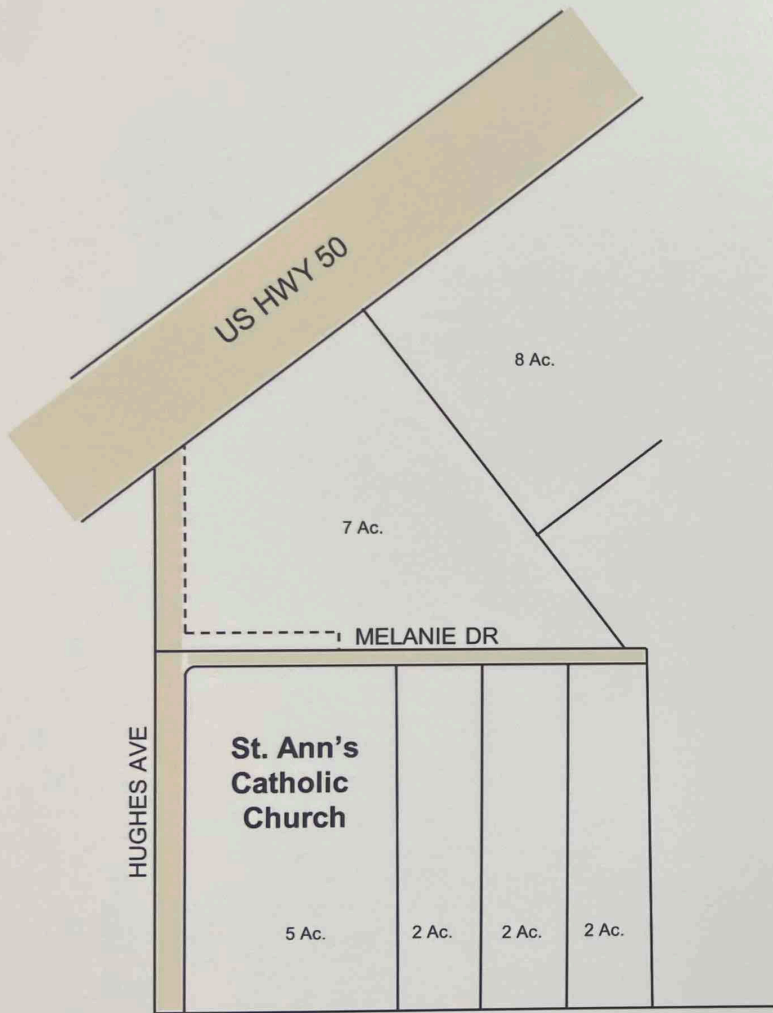 US HWY 50
8 Ac.
7 Ac.
MELANIE DR
HUGHES AVE
St. Ann's
Catholic
Church
5 Ac.
2 Ac.
2 Ac.
2 Ac.